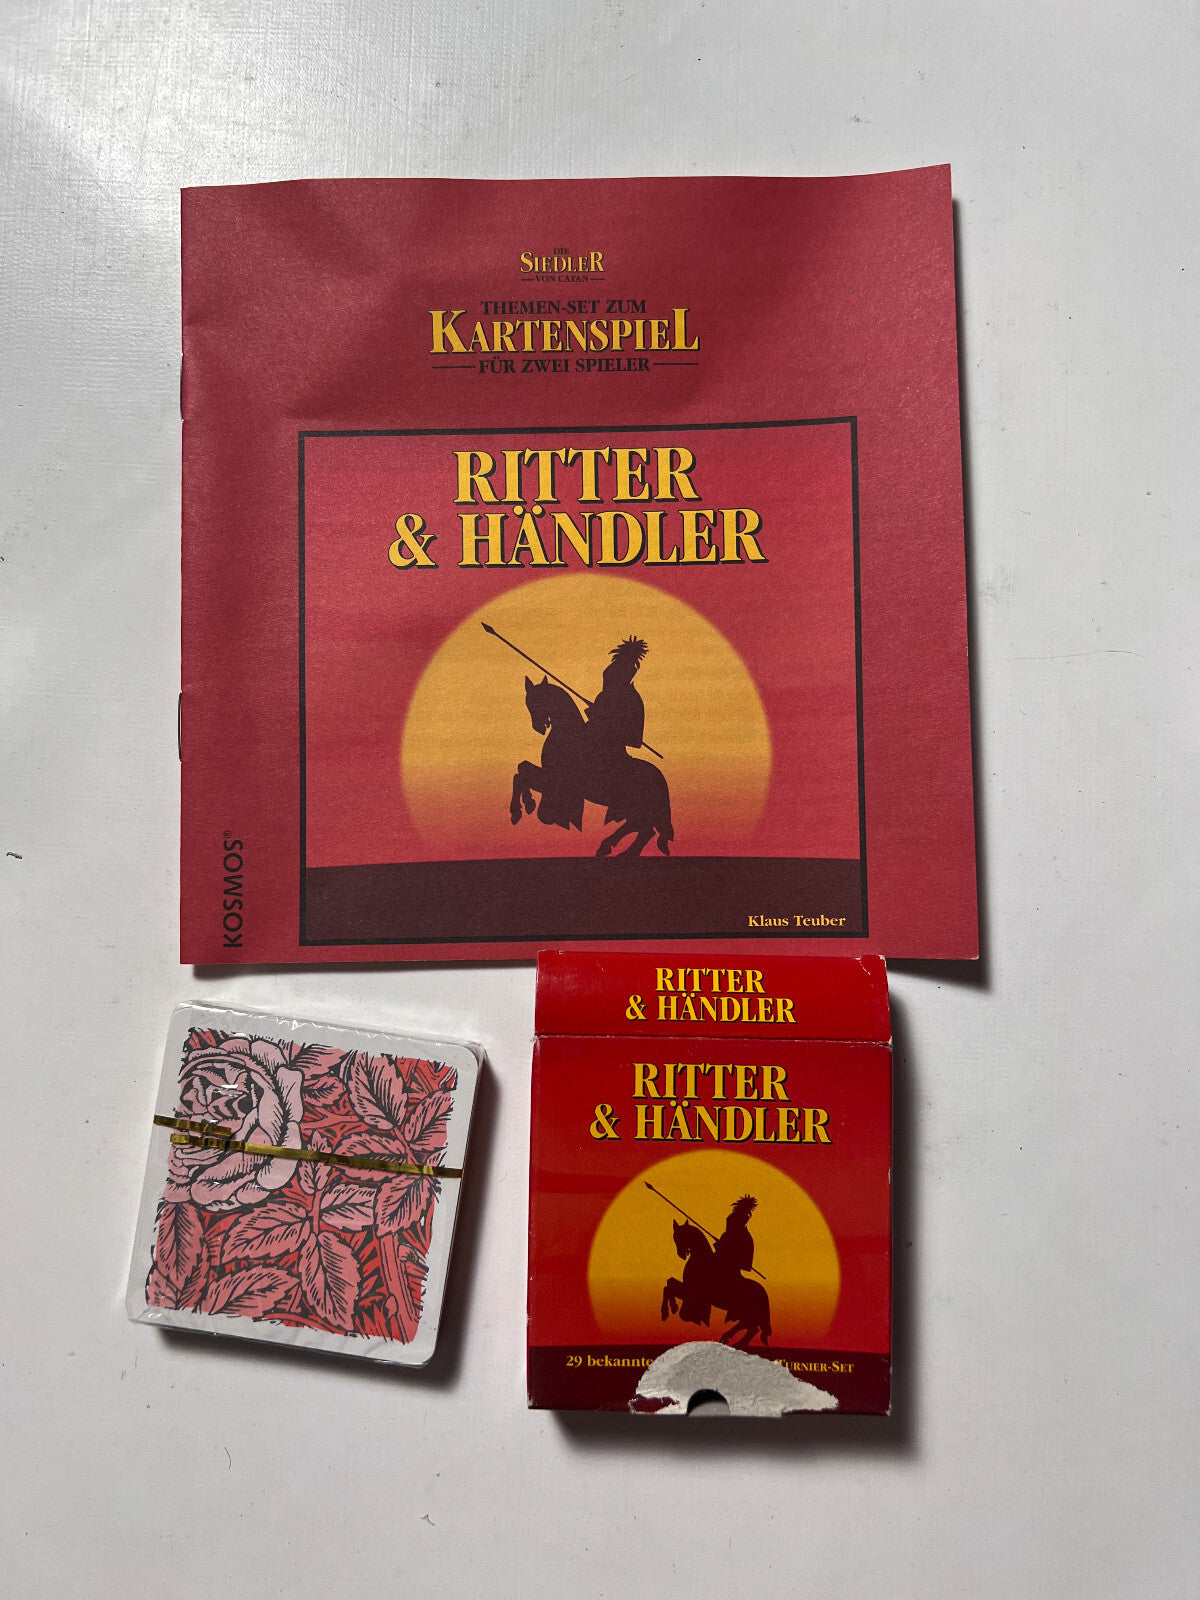 DIE
SIEDLER
VON CATAN
THEMEN-SET ZUM
KARTENSPIEL
FÜR ZWEI SPIELER
RITTER
& HÄNDLER
Klaus Teuber
KOSMOS®
RITTER
& HÄNDLER
RITTER
& HÄNDLER
29 bekannte TURNIER-SET